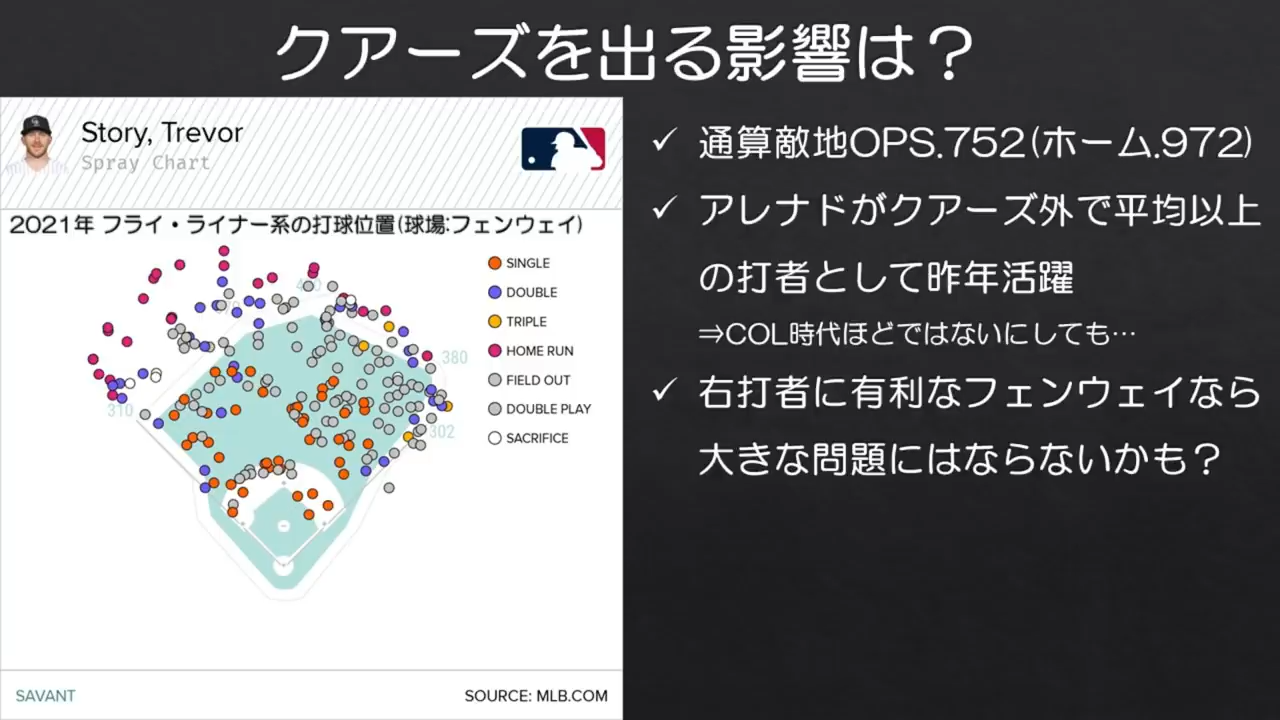 クアーズを出る影響は？
Story, Trevor
Spray Chart
2021年 フライ・ライナー系の打球位置(球場:フェンウェイ)
SINGLE
DOUBLE
TRIPLE
HOME RUN
FIELD OUT
DOUBLE PLAY
SACRIFICE
380
310
302
SAVANT
SOURCE: MLB.COM
✓ 通算敵地OPS.752(ホーム.972)
✓ アレナドがクアーズ外で平均以上
の打者として昨年活躍
⇒COL時代ほどではないにしても…
✓ 右打者に有利なフェンウェイなら
大きな問題にはならないかも？